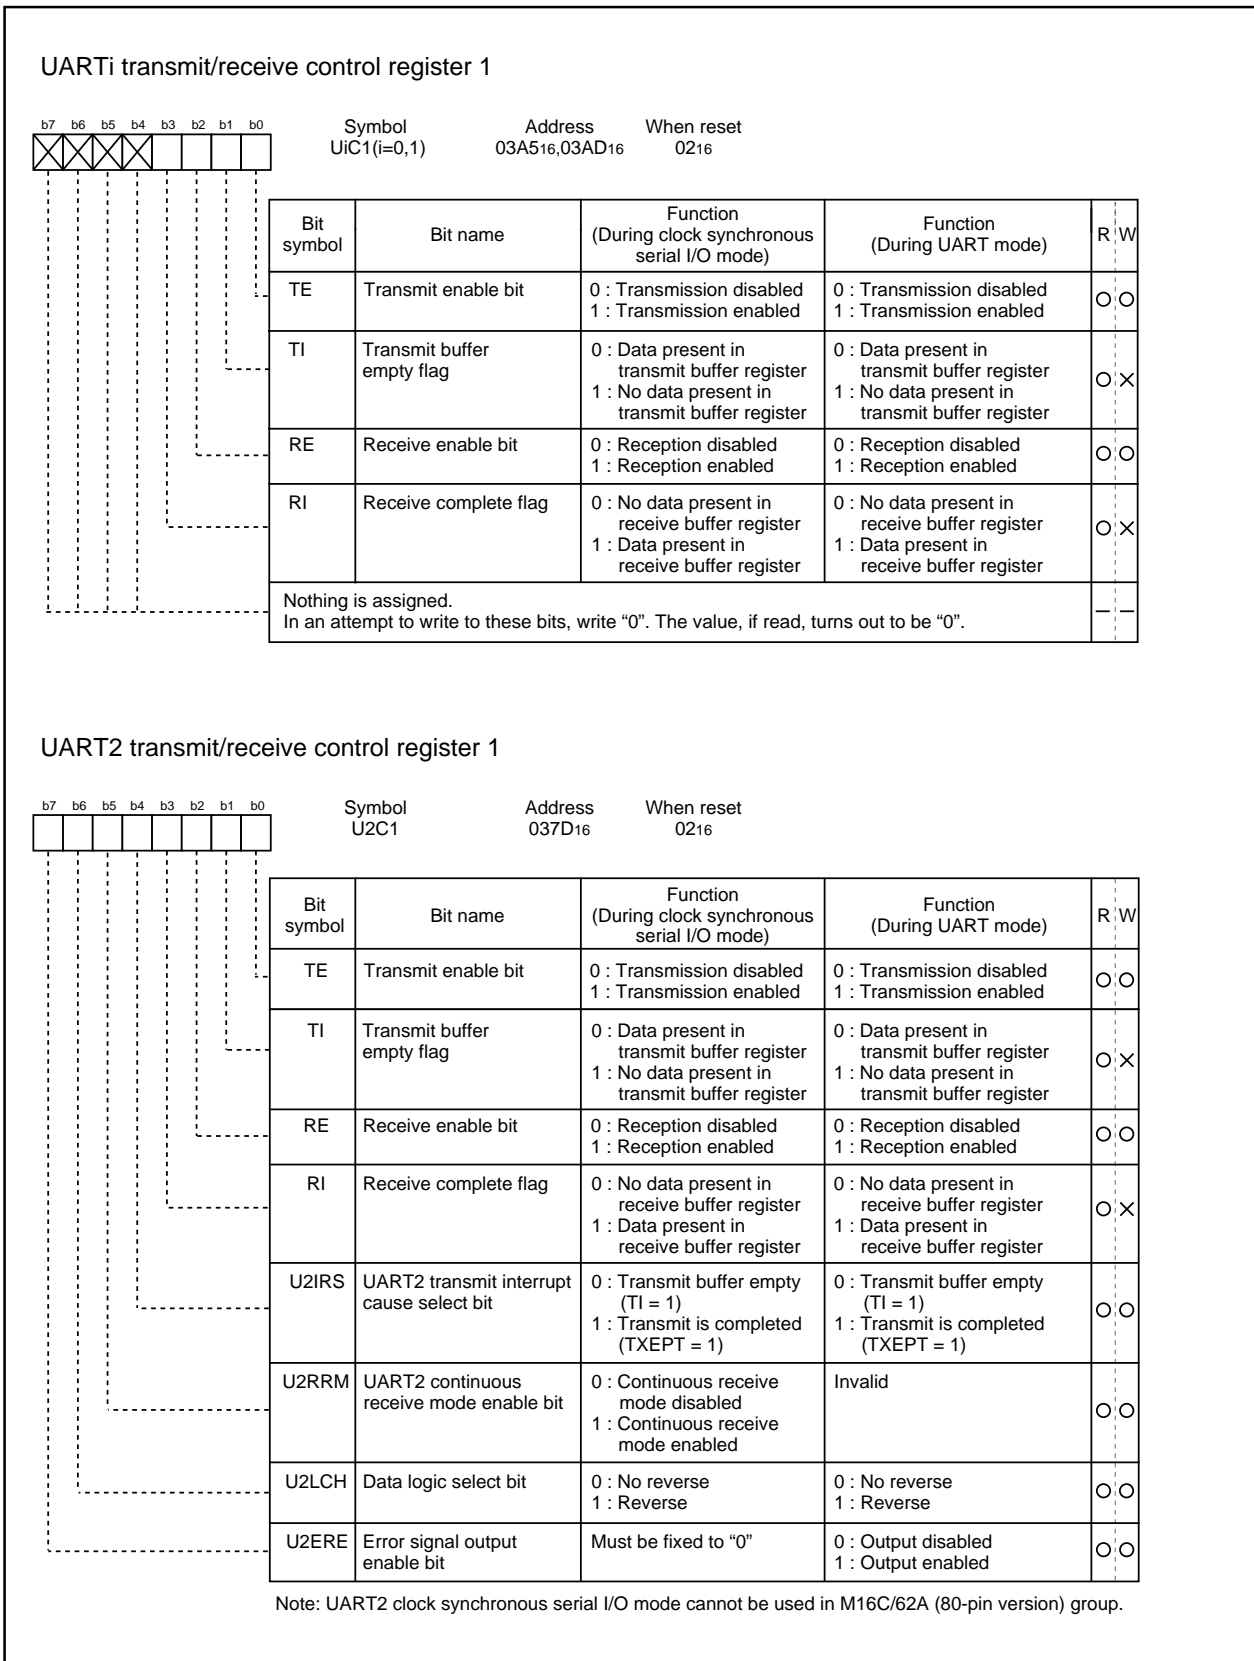 UARTi transmit/receive control register 1
b7 b6 b5 b4 b3 b2 b1 b0
Symbol Address When reset
UiC1(i=0,1) 03A516,03AD16 0216
Bit symbol Bit name Function (During clock synchronous serial I/O mode) Function (During UART mode) R W
TE Transmit enable bit 0 : Transmission disabled 0 : Transmission disabled
1 : Transmission enabled 1 : Transmission enabled
TI Transmit buffer 0 : Data present in 0 : Data present in
empty flag transmit buffer register transmit buffer register
1 : No data present in 1 : No data present in
transmit buffer register transmit buffer register
RE Receive enable bit 0 : Reception disabled 0 : Reception disabled
1 : Reception enabled 1 : Reception enabled
RI Receive complete flag 0 : No data present in 0 : No data present in
receive buffer register receive buffer register
1 : Data present in 1 : Data present in
receive buffer register receive buffer register
Nothing is assigned.
In an attempt to write to these bits, write “0”. The value, if read, turns out to be “0”.
UART2 transmit/receive control register 1
b7 b6 b5 b4 b3 b2 b1 b0
Symbol Address When reset
U2C1 037D16 0216
Bit symbol Bit name Function (During clock synchronous serial I/O mode) Function (During UART mode) R W
TE Transmit enable bit 0 : Transmission disabled 0 : Transmission disabled
1 : Transmission enabled 1 : Transmission enabled
TI Transmit buffer 0 : Data present in 0 : Data present in
empty flag transmit buffer register transmit buffer register
1 : No data present in 1 : No data present in
transmit buffer register transmit buffer register
RE Receive enable bit 0 : Reception disabled 0 : Reception disabled
1 : Reception enabled 1 : Reception enabled
RI Receive complete flag 0 : No data present in 0 : No data present in
receive buffer register receive buffer register
1 : Data present in 1 : Data present in
receive buffer register receive buffer register
U2IRS UART2 transmit interrupt 0 : Transmit buffer empty 0 : Transmit buffer empty
cause select bit (TI = 1) (TI = 1)
1 : Transmit is completed 1 : Transmit is completed
(TXEPT = 1) (TXEPT = 1)
U2RRM UART2 continuous 0 : Continuous receive Invalid
receive mode enable bit mode disabled
1 : Continuous receive
mode enabled
U2LCH Data logic select bit 0 : No reverse 0 : No reverse
1 : Reverse 1 : Reverse
U2ERE Error signal output Must be fixed to “0” 0 : Output disabled
enable bit 1 : Output enabled
Note: UART2 clock synchronous serial I/O mode cannot be used in M16C/62A (80-pin version) group.